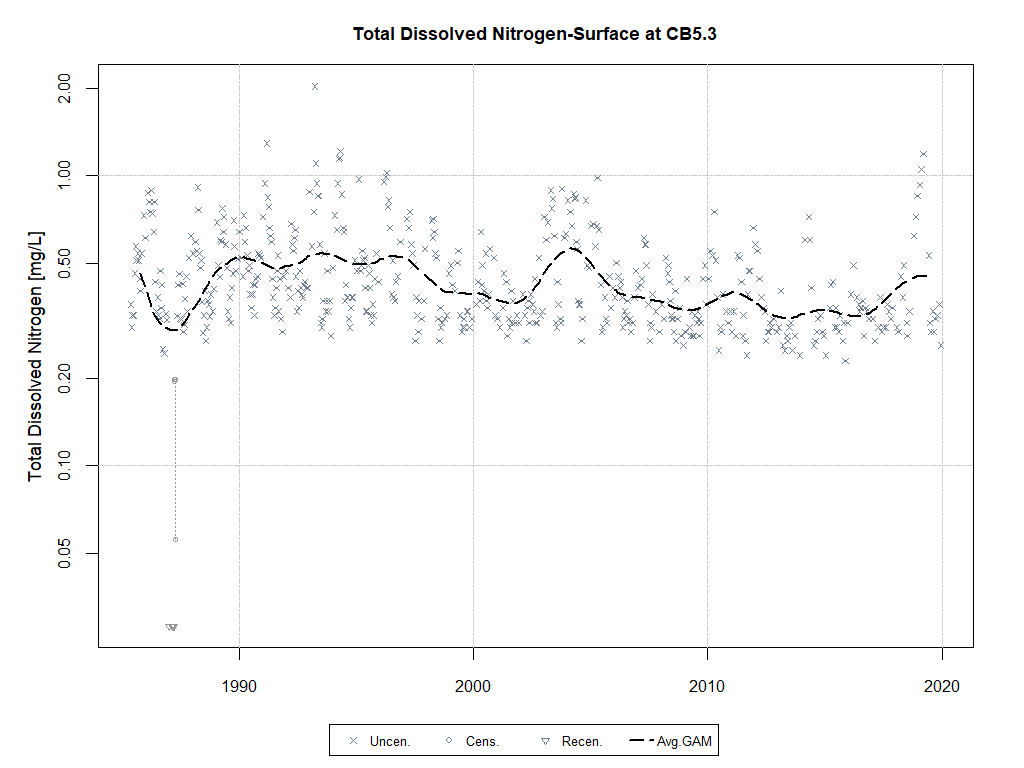 Total Dissolved Nitrogen-Surface at CB5.3
Total Dissolved Nitrogen [mg/L]
2.00
1.00
0.50
0.20
0.10
0.05
1990 2000 2010 2020
Uncen. Cens. Recen. Avg.GAM